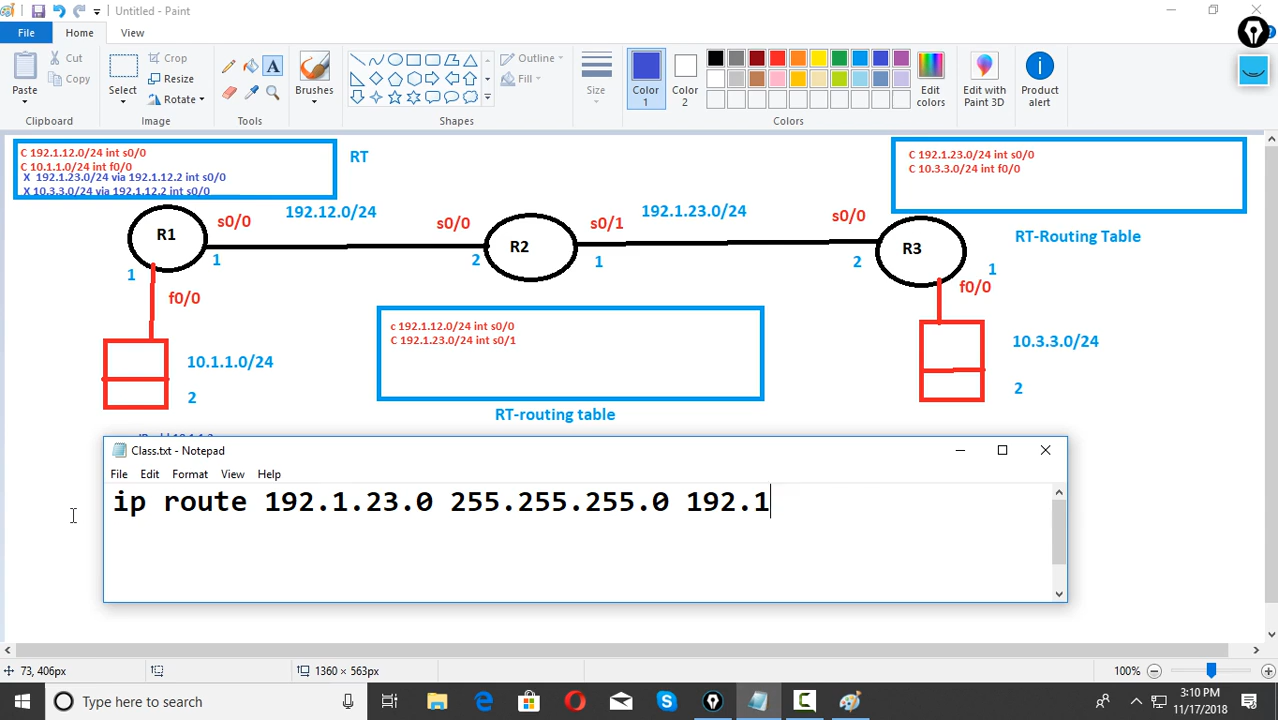 Untitled - Paint
File
Home
View
Paste
Cut
Copy
Clipboard
Select
Crop
Resize
Rotate
Image
A
Tools
Brushes
Outline
Fill
Shapes
Size
Color 1
Color 2
Edit colors
Colors
Edit with Paint 3D
Product alert
C 192.1.12.0/24 int s0/0
C 10.1.1.0/24 int f0/0
X 192.1.23.0/24 via 192.1.12.2 int s0/0
X 10.3.3.0/24 via 192.1.12.2 int s0/0
RT
C 192.1.23.0/24 int s0/0
C 10.3.3.0/24 int f0/0
RT-Routing Table
R1
s0/0
192.12.0/24
s0/0
R2
s0/1
192.1.23.0/24
s0/0
R3
1
1
2
1
2
1
f0/0
f0/0
c 192.1.12.0/24 int s0/0
C 192.1.23.0/24 int s0/1
RT-routing table
10.1.1.0/24
2
10.3.3.0/24
2
Class.txt - Notepad
File Edit Format View Help
ip route 192.1.23.0 255.255.255.0 192.1
73, 406px
1360 × 563px
100%
Type here to search
3:10 PM
11/17/2018